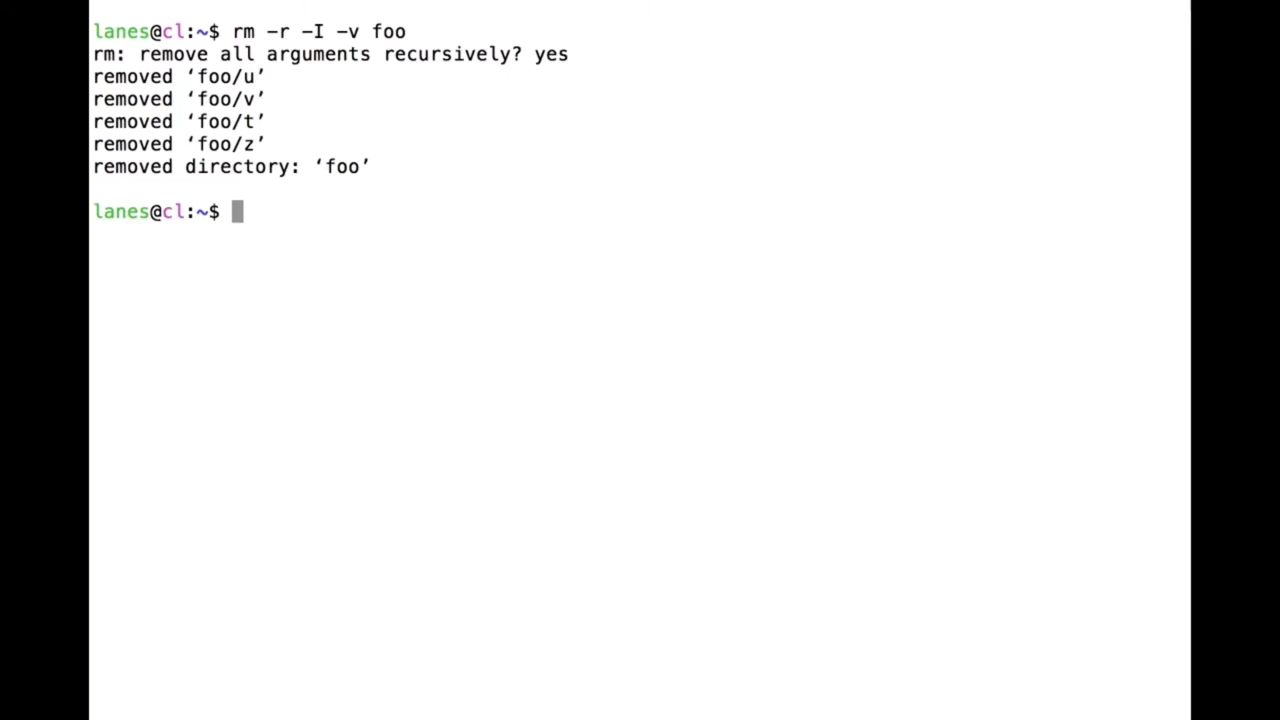 lanes@cl:~$ rm -r -I -v foo
rm: remove all arguments recursively? yes
removed ‘foo/u’
removed ‘foo/v’
removed ‘foo/t’
removed ‘foo/z’
removed directory: ‘foo’
lanes@cl:~$